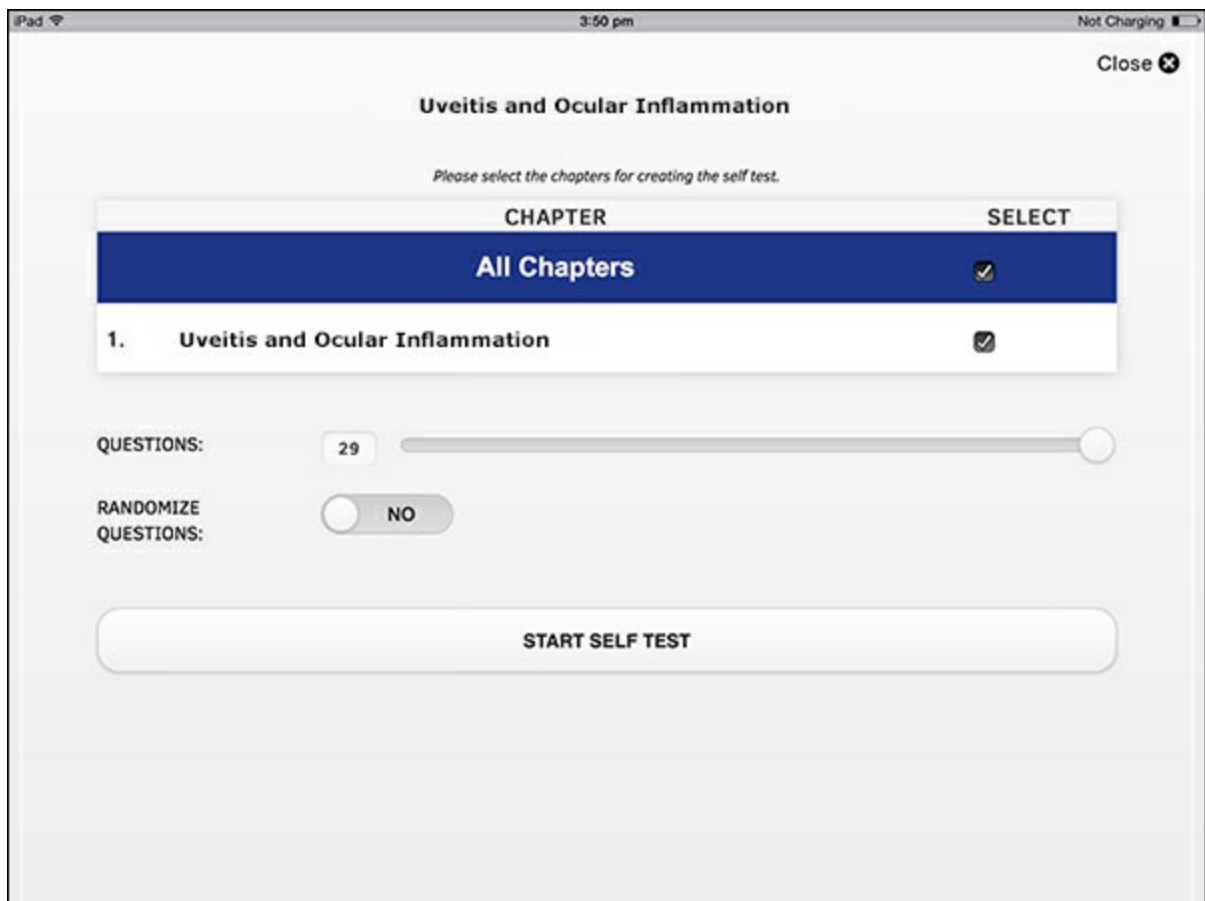 iPad 3:50 pm Not Charging
Close
Uveitis and Ocular Inflammation
Please select the chapters for creating the self test.
CHAPTER SELECT
All Chapters
1. Uveitis and Ocular Inflammation
QUESTIONS: 29
RANDOMIZE
QUESTIONS: NO
START SELF TEST